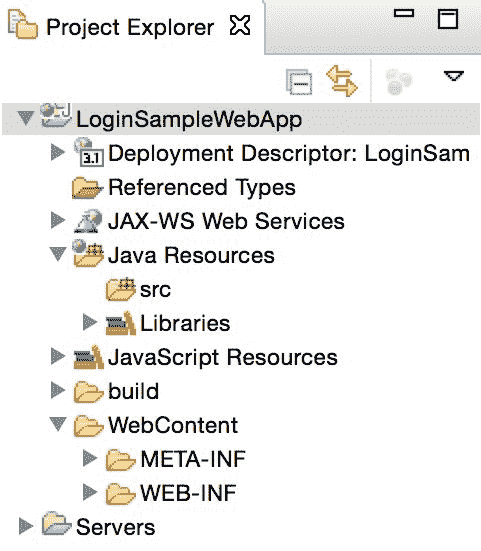 Project Explorer
LoginSampleWebApp
3.1 Deployment Descriptor: LoginSam
Referenced Types
JAX-WS Web Services
Java Resources
src
Libraries
JavaScript Resources
build
WebContent
META-INF
WEB-INF
Servers